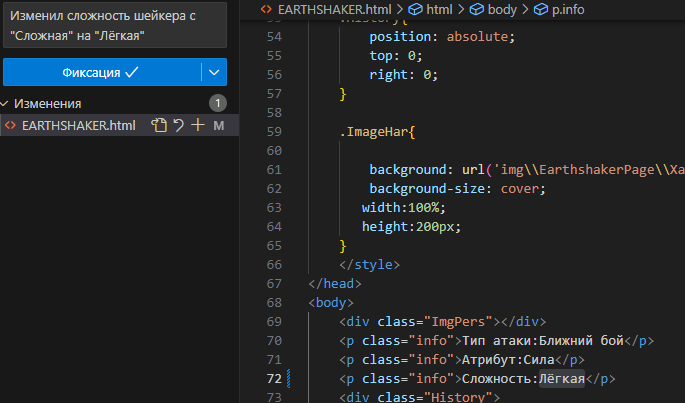 Изменил сложность шейкера с
"Сложная" на "Лёгкая"
Фиксация
Изменения
1
<> EARTHSHAKER.html
M
<> EARTHSHAKER.html > html > body > p.info
.History{
54 position: absolute;
55 top: 0;
56 right: 0;
57 }
58
59 .ImageHar{
60
61 background: url('img\\EarthshakerPage\\Xa
62 background-size: cover;
63 width:100%;
64 height:200px;
65 }
66 </style>
67 </head>
68 <body>
69 <div class="ImgPers"></div>
70 <p class="info">Тип атаки:Ближний бой</p>
71 <p class="info">Атрибут:Сила</p>
72 <p class="info">Сложность:Лёгкая</p>
73 <div class="History">